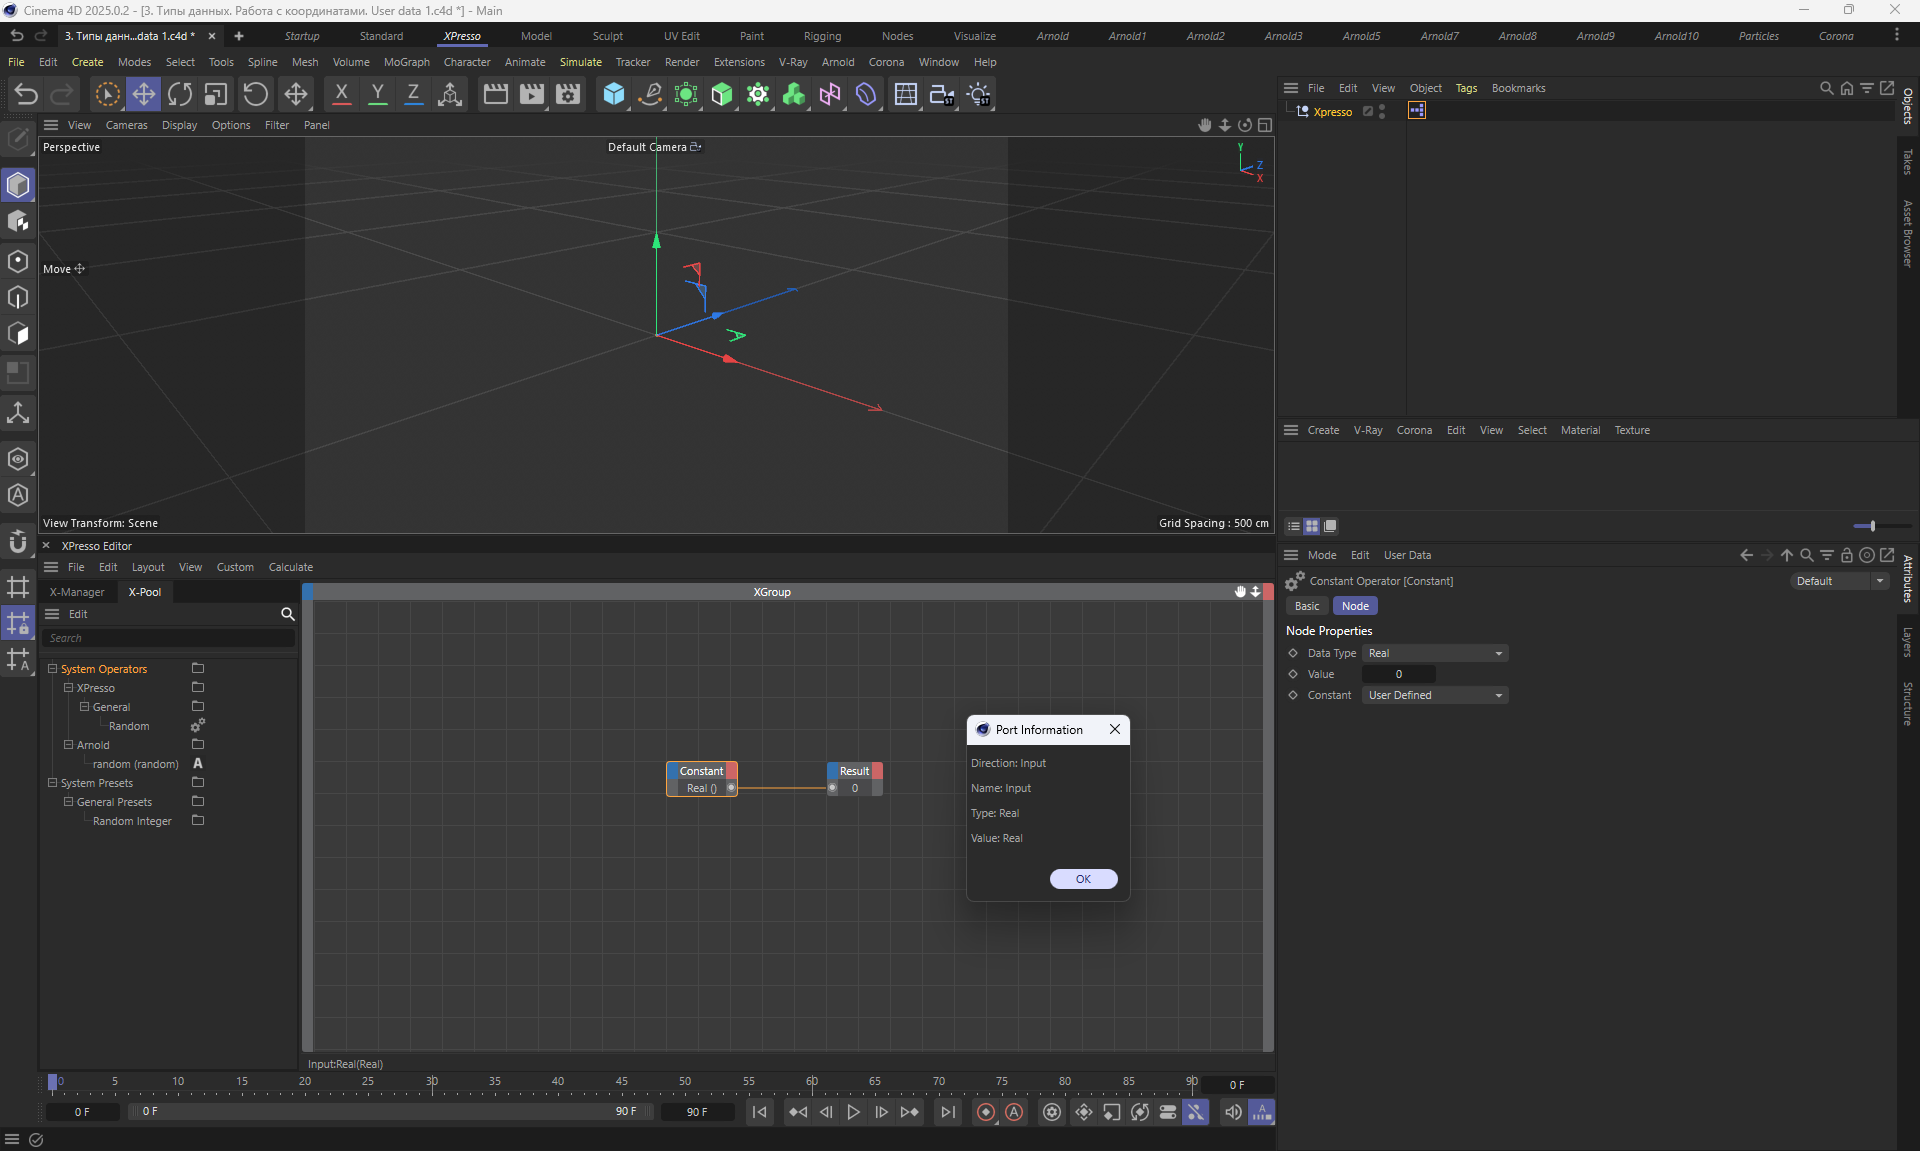 Cinema 4D 2025.0.2 - [3. Типы данных. Работа с координатами. User data 1.c4d *] - Main
3. Типы данн...data 1.c4d * Startup Standard XPresso Model Sculpt UV Edit Paint Rigging Nodes Visualize Arnold Arnold1 Arnold2 Arnold3 Arnold5 Arnold7 Arnold8 Arnold9 Arnold10 Particles Corona
File Edit Create Modes Select Tools Spline Mesh Volume MoGraph Character Animate Simulate Tracker Render Extensions V-Ray Arnold Corona Window Help
X Y Z ST ST
File Edit View Object Tags Bookmarks
Xpresso
Objects
Takes
Asset Browser
View Cameras Display Options Filter Panel
Perspective
Default Camera
Y
Z
X
Move
View Transform: Scene
Grid Spacing : 500 cm
Create V-Ray Corona Edit View Select Material Texture
XPresso Editor
File Edit Layout View Custom Calculate
X-Manager X-Pool
Edit
Search
System Operators
XPresso
General
Random
Arnold
random (random) A
System Presets
General Presets
Random Integer
XGroup
Constant
Real ()
Result
0
Port Information
Direction: Input
Name: Input
Type: Real
Value: Real
OK
Input:Real(Real)
Mode Edit User Data
Constant Operator [Constant]
Default
Basic Node
Node Properties
Data Type Real
Value 0
Constant User Defined
Attributes
Layers
Structure
0 5 10 15 20 25 30 35 40 45 50 55 60 65 70 75 80 85 90 0 F
0 F 0 F 90 F 90 F